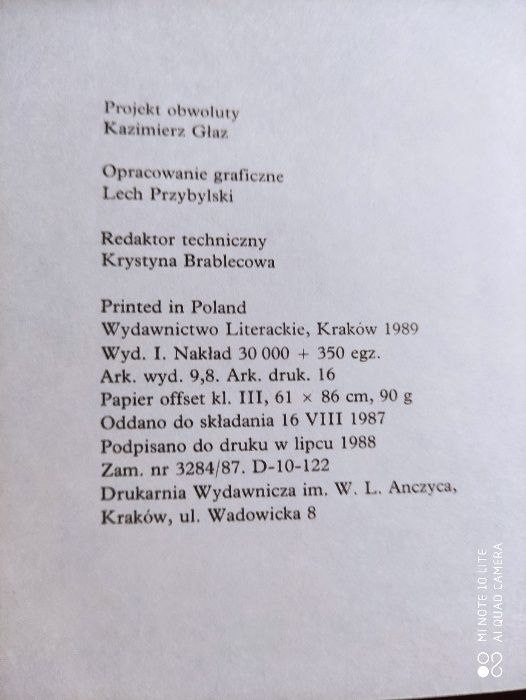 Projekt obwoluty
Kazimierz Głaz
Opracowanie graficzne
Lech Przybylski
Redaktor techniczny
Krystyna Brablecowa
Printed in Poland
Wydawnictwo Literackie, Kraków 1989
Wyd. I. Nakład 30 000 + 350 egz.
Ark. wyd. 9,8. Ark. druk. 16
Papier offset kl. III, 61 × 86 cm, 90 g
Oddano do składania 16 VIII 1987
Podpisano do druku w lipcu 1988
Zam. nr 3284/87. D-10-122
Drukarnia Wydawnicza im. W. L. Anczyca,
Kraków, ul. Wadowicka 8
MI NOTE 10 LITE
AI QUAD CAMERA